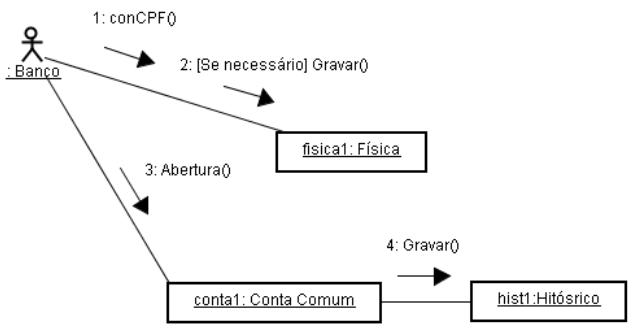 1: conCPF()
2: [Se necessário] Gravar()
: Banco
fisica1: Física
3: Abertura()
4: Gravar()
conta1: Conta Comum
hist1:Hitósrico